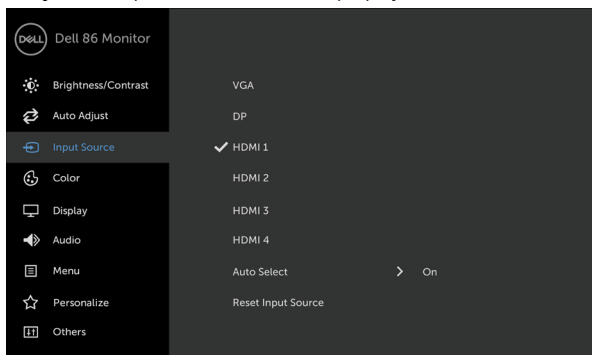 DELL
Dell 86 Monitor
Brightness/Contrast
VGA
Auto Adjust
DP
Input Source
HDMI 1
Color
HDMI 2
Display
HDMI 3
Audio
HDMI 4
Menu
Auto Select
On
Personalize
Reset Input Source
Others